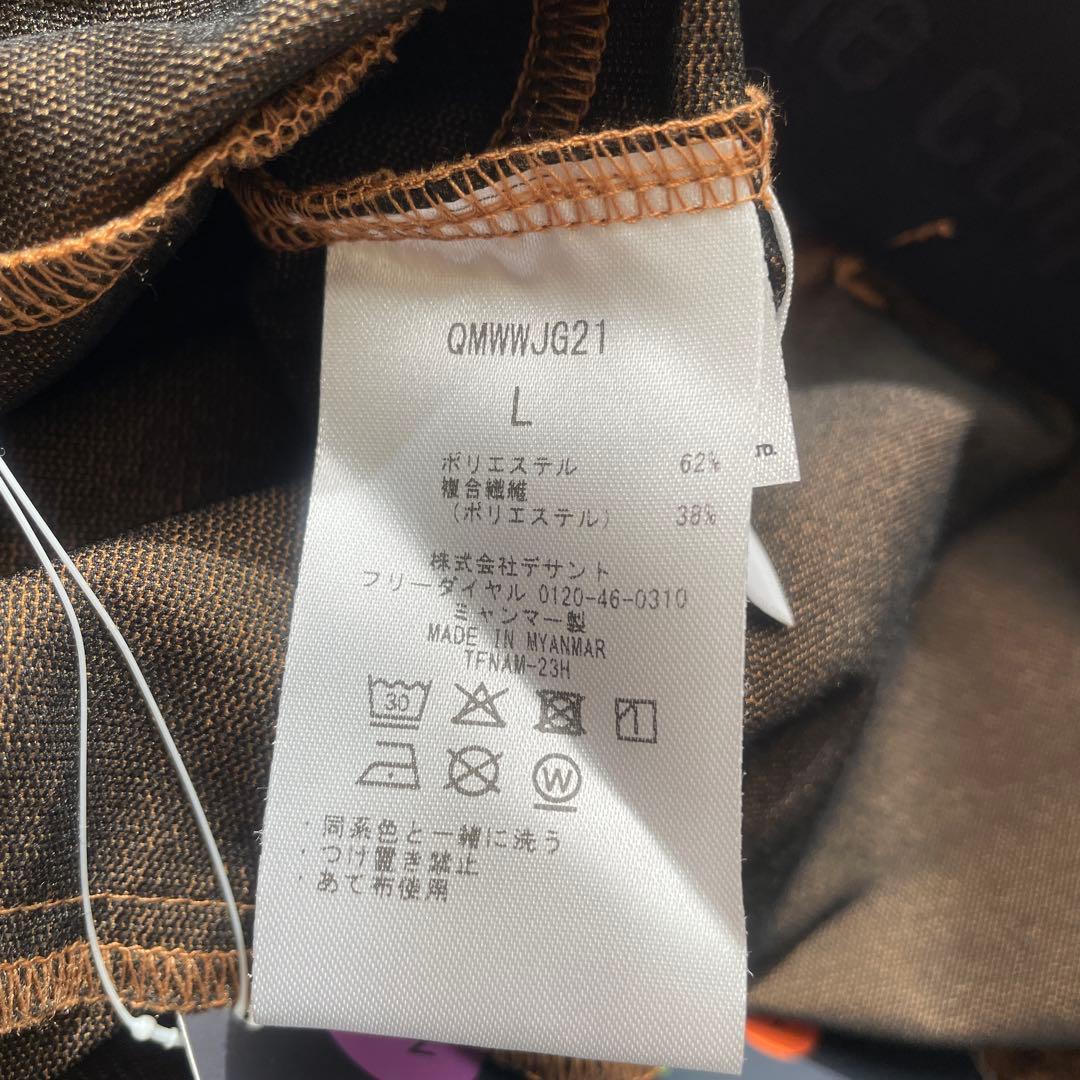 QMWWJG21
L
ポリエステル 62%
複合繊維
(ポリエステル) 38%
株式会社デサント
フリーダイヤル 0120-46-0310
ミャンマー製
MADE IN MYANMAR
TFNAM-23H
30
W
・同系色と一緒に洗う
・つけ置き禁止
・あて布使用